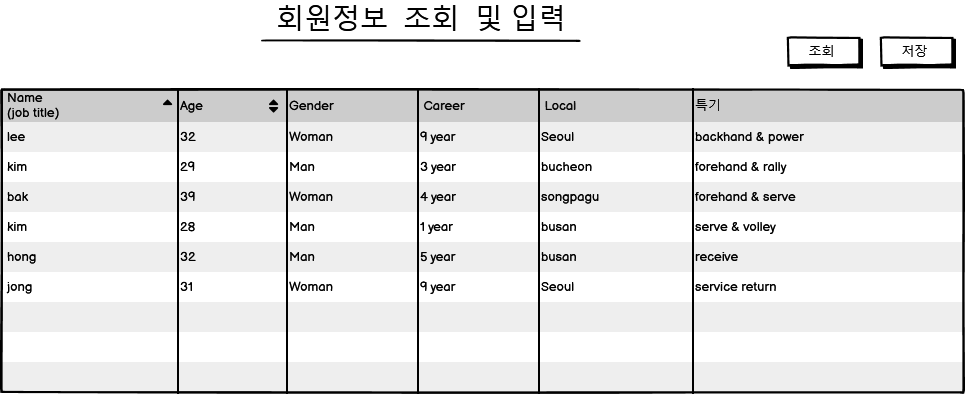 회원정보 조회 및 입력
조회 저장
Name
(job title) Age Gender Career Local 특기
lee 32 Woman 9 year Seoul backhand & power
kim 29 Man 3 year bucheon forehand & rally
bak 39 Woman 4 year songpagu forehand & serve
kim 28 Man 1 year busan serve & volley
hong 32 Man 5 year busan receive
jong 31 Woman 9 year Seoul service return